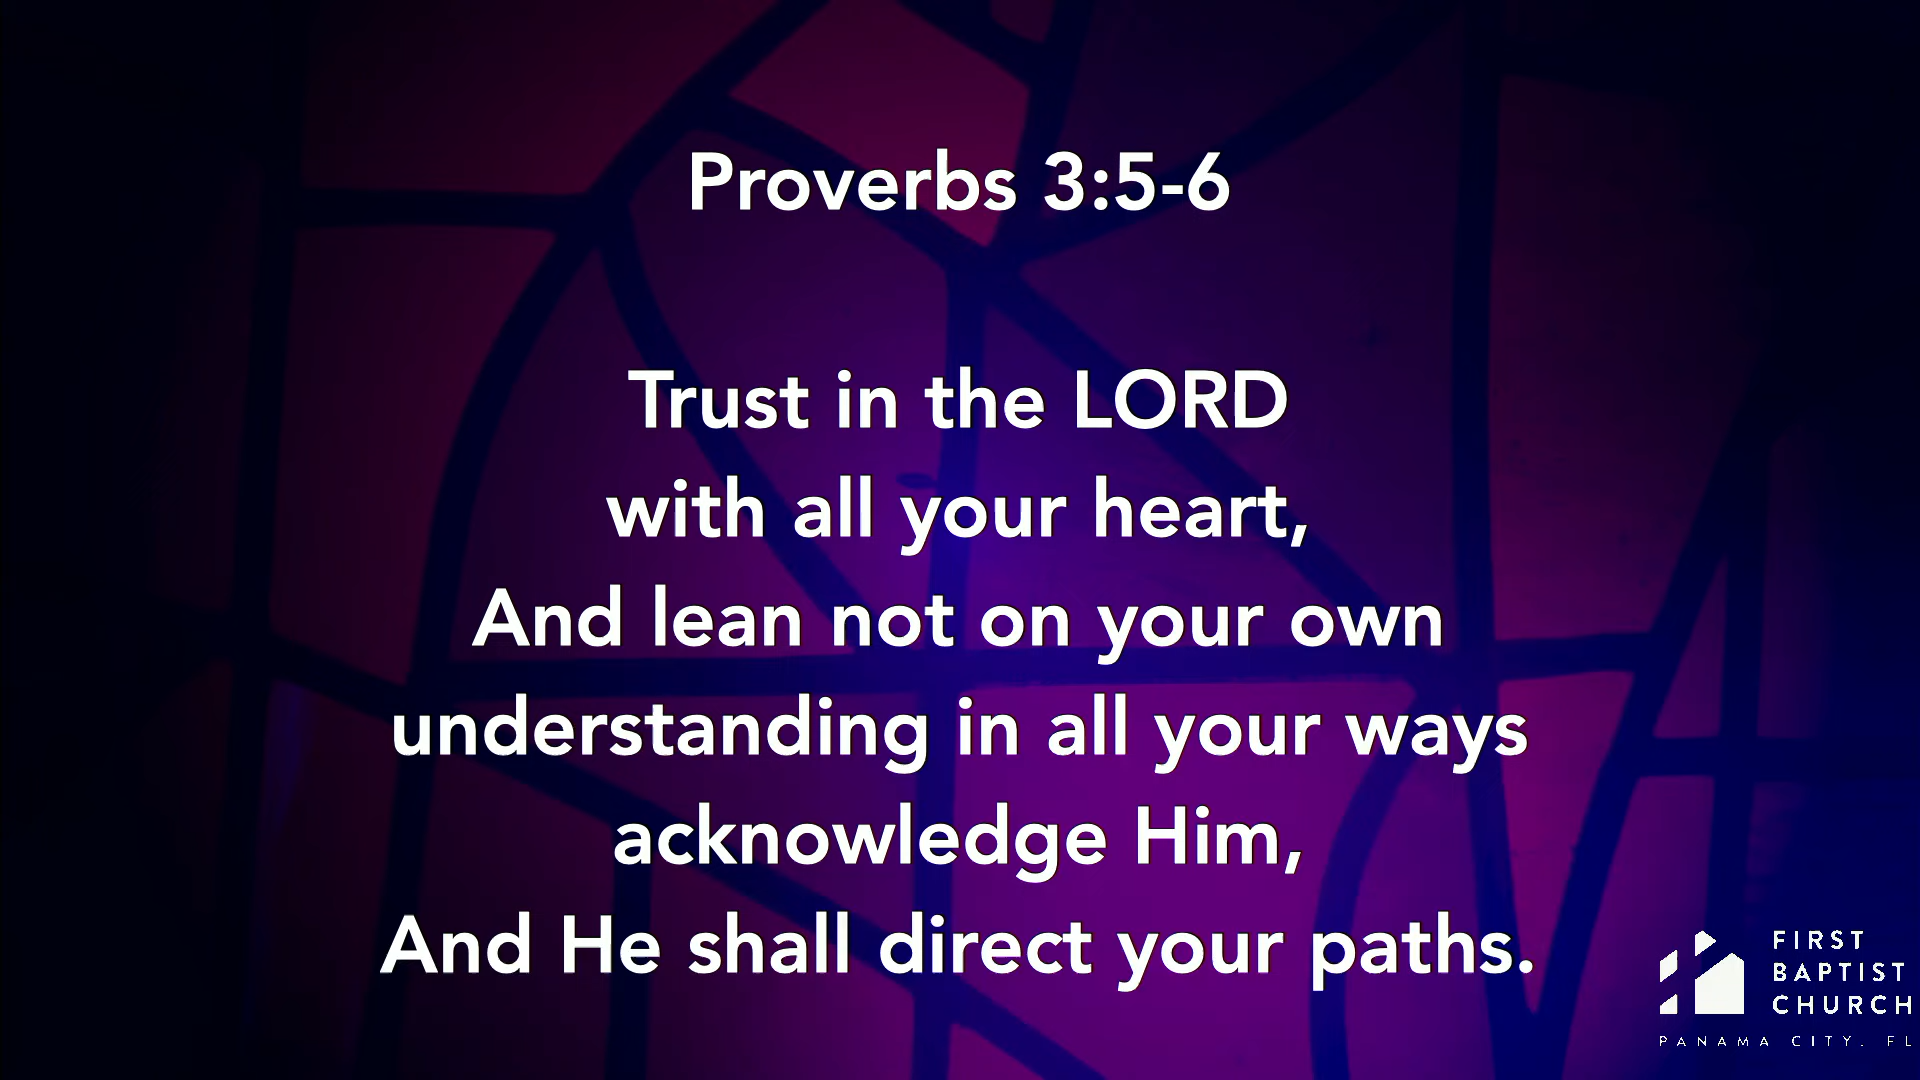 Proverbs 3:5-6
Trust in the LORD
with all your heart,
And lean not on your own
understanding in all your ways
acknowledge Him,
And He shall direct your paths.
FIRST
BAPTIST
CHURCH
PANAMA CITY, FL